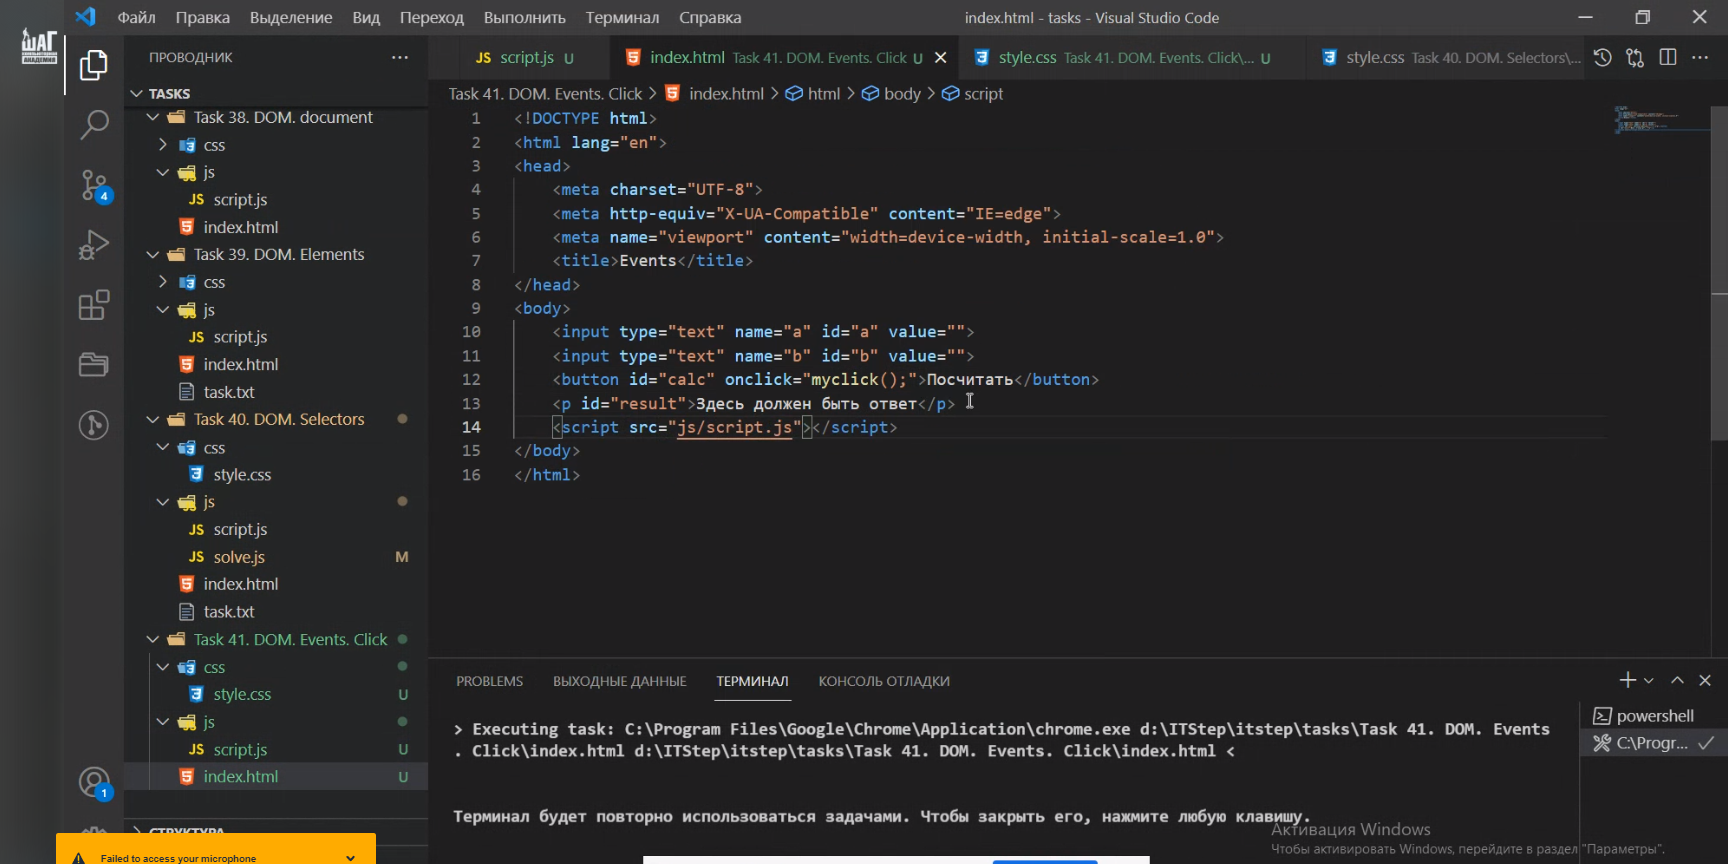 Файл Правка Выделение Вид Переход Выполнить Терминал Справка
index.html - tasks - Visual Studio Code
ШАГ
АКАДЕМИЯ
ПРОВОДНИК
TASKS
Task 38. DOM. document
css
js
JS script.js
index.html
Task 39. DOM. Elements
css
js
JS script.js
index.html
task.txt
Task 40. DOM. Selectors
css
style.css
js
JS script.js
JS solve.js M
index.html
task.txt
Task 41. DOM. Events. Click
css
style.css U
js
JS script.js U
index.html U
СТРУКТУРА
4
1
JS script.js U
index.html Task 41. DOM. Events. Click U
style.css Task 41. DOM. Events. Click\... U
style.css Task 40. DOM. Selectors\...
Task 41. DOM. Events. Click > index.html > html > body > script
1 <!DOCTYPE html>
2 <html lang="en">
3 <head>
4 <meta charset="UTF-8">
5 <meta http-equiv="X-UA-Compatible" content="IE=edge">
6 <meta name="viewport" content="width=device-width, initial-scale=1.0">
7 <title>Events</title>
8 </head>
9 <body>
10 <input type="text" name="a" id="a" value="">
11 <input type="text" name="b" id="b" value="">
12 <button id="calc" onclick="myclick();">Посчитать</button>
13 <p id="result">Здесь должен быть ответ</p>
14 <script src="js/script.js"></script>
15 </body>
16 </html>
PROBLEMS ВЫХОДНЫЕ ДАННЫЕ ТЕРМИНАЛ КОНСОЛЬ ОТЛАДКИ
> Executing task: C:\Program Files\Google\Chrome\Application\chrome.exe d:\ITStep\itstep\tasks\Task 41. DOM. Events
. Click\index.html d:\ITStep\itstep\tasks\Task 41. DOM. Events. Click\index.html <
Терминал будет повторно использоваться задачами. Чтобы закрыть его, нажмите любую клавишу.
powershell
C:\Progr...
Активация Windows
Чтобы активировать Windows, перейдите в раздел "Параметры".
Failed to access your microphone